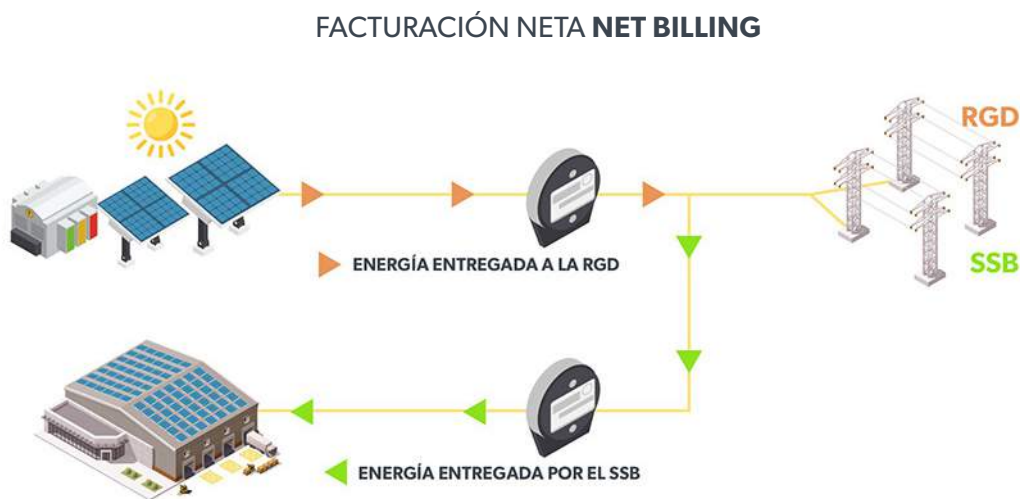 FACTURACIÓN NETA NET BILLING
RGD
ENERGÍA ENTREGADA A LA RGD
SSB
ENERGÍA ENTREGADA POR EL SSB